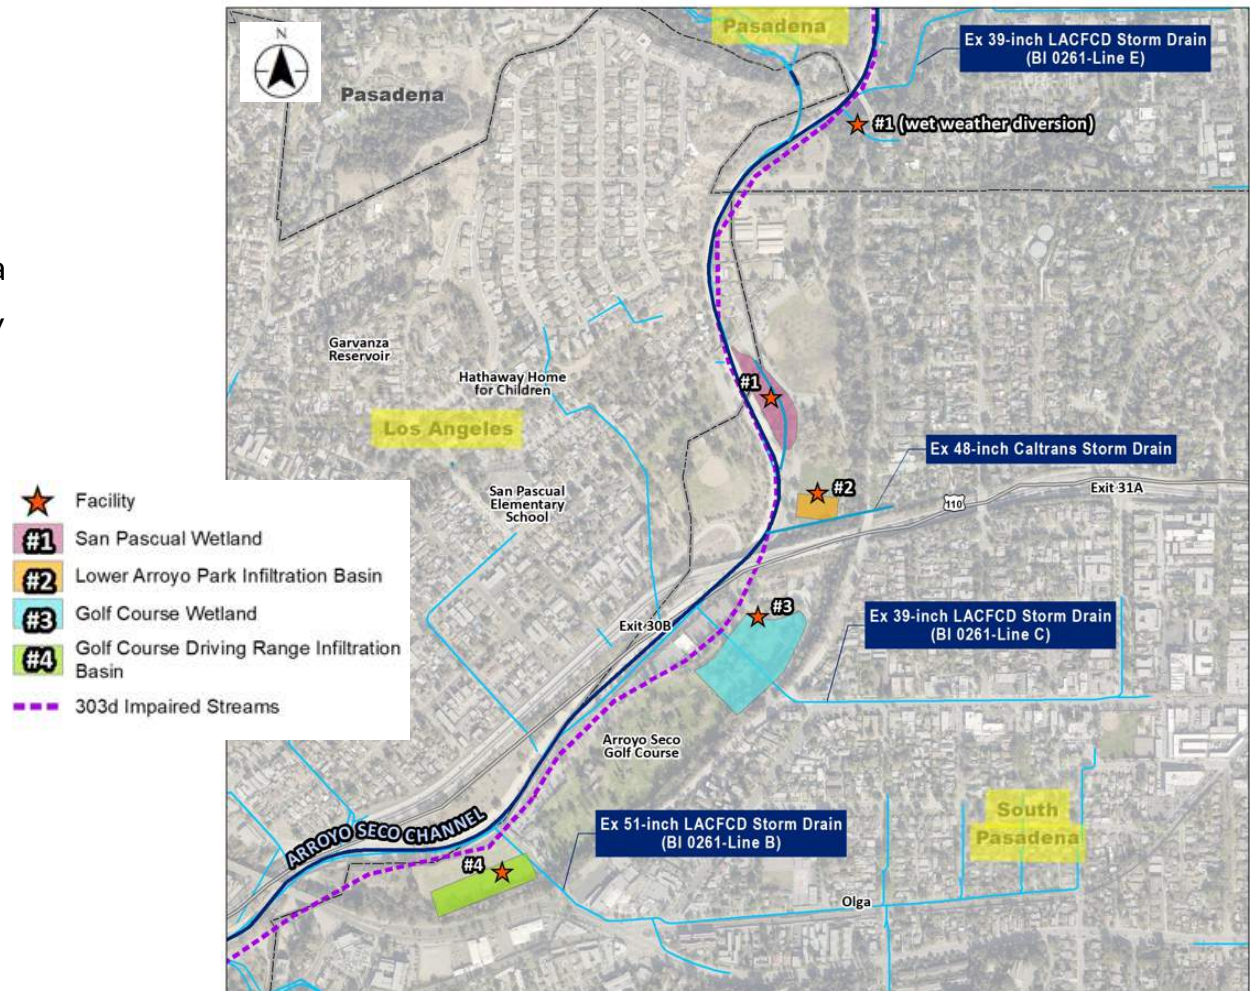 N
Pasadena
Pasadena
Ex 39-inch LACFCD Storm Drain
(BI 0261-Line E)
#1 (wet weather diversion)
a
y
Garvanza
Reservoir
Hathaway Home
for Children
#1
Los Angeles
Ex 48-inch Caltrans Storm Drain
San Pascual
Elementary
School
#2
110
Exit 31A
Facility
#1 San Pascual Wetland
#2 Lower Arroyo Park Infiltration Basin
#3 Golf Course Wetland
#4 Golf Course Driving Range Infiltration
Basin
303d Impaired Streams
#3
Exit 30B
Ex 39-inch LACFCD Storm Drain
(BI 0261-Line C)
Arroyo Seco
Golf Course
ARROYO SECO CHANNEL
Ex 51-inch LACFCD Storm Drain
(BI 0261-Line B)
South
Pasadena
#4
Olga